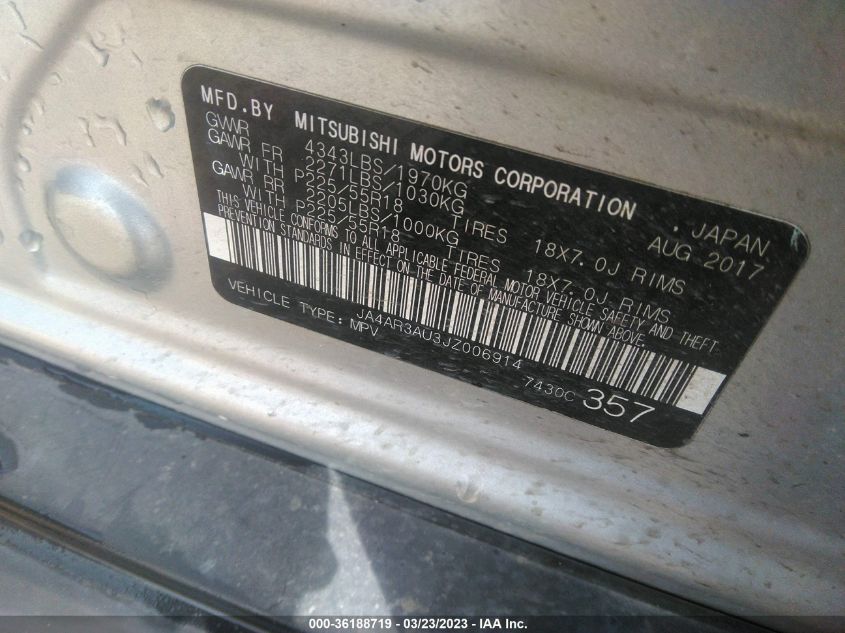 MFD.BY MITSUBISHI MOTORS CORPORATION , JAPAN.
GVWR 4343LBS/1970KG AUG 2017
GAWR FR 2271LBS/1030KG
WITH P225/55R18 TIRES 18X7.0J RIMS
GAWR RR 2205LBS/1000KG
WITH P225/55R18 TIRES 18X7.0J RIMS
THIS VEHICLE CONFORMS TO ALL APPLICABLE FEDERAL MOTOR VEHICLE SAFETY AND THEFT
PREVENTION STANDARDS IN EFFECT ON THE DATE OF MANUFACTURE SHOWN ABOVE.
JA4AR3AU3JZ006914
VEHICLE TYPE: MPV 7430C 357
000-36188719 - 03/23/2023 - IAA Inc.